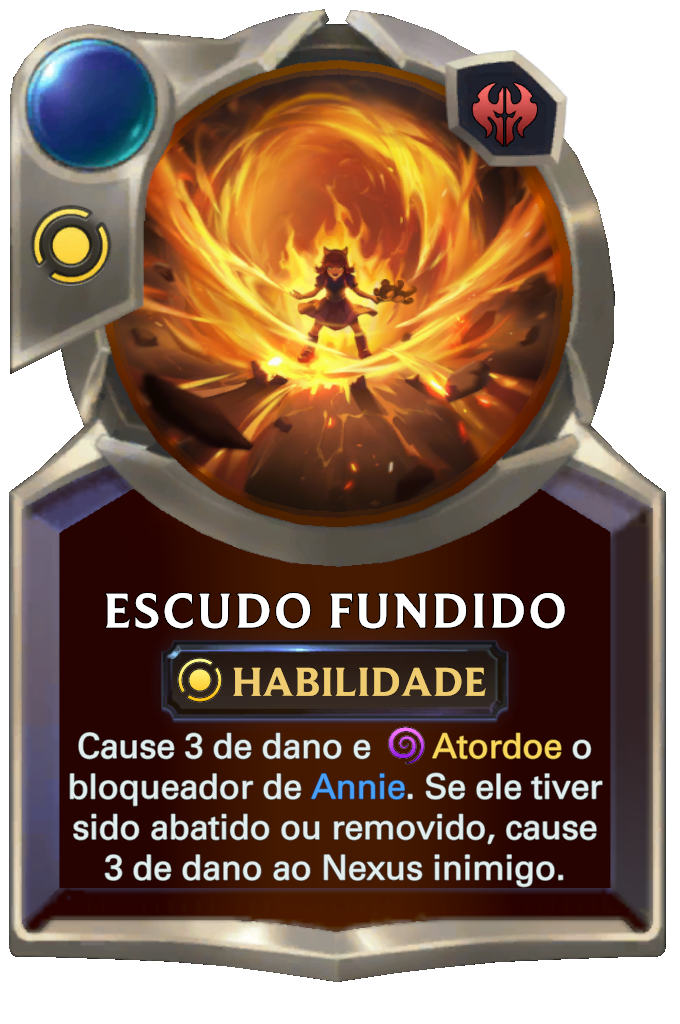 ESCUDO FUNDIDO
HABILIDADE
Cause 3 de dano e Atordoe o
bloqueador de Annie. Se ele tiver
sido abatido ou removido, cause
3 de dano ao Nexus inimigo.